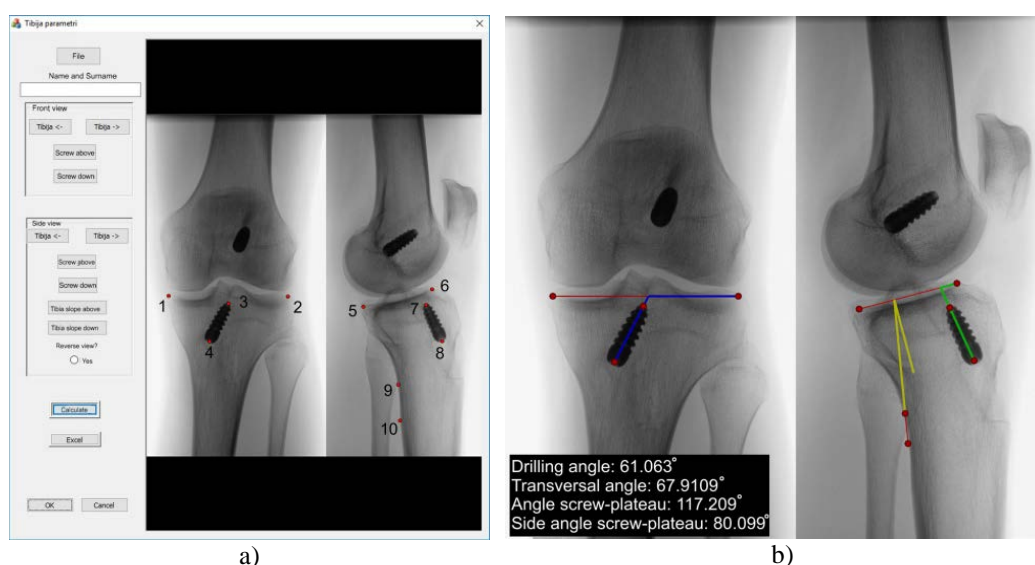 Tibija parametri
File
Name and Surname
Front view
Tibija <-
Tibija ->
Screw above
Screw down
Side view
Tibija <-
Tibija ->
Screw above
Screw down
Tibia slope above
Tibia slope down
Reverse view?
Yes
Calculate
Excel
OK
Cancel
1
2
3
4
5
6
7
8
9
10
a)
Drilling angle: 61.063°
Transversal angle: 67.9109°
Angle screw-plateau: 117.209°
Side angle screw-plateau: 80.099°
b)